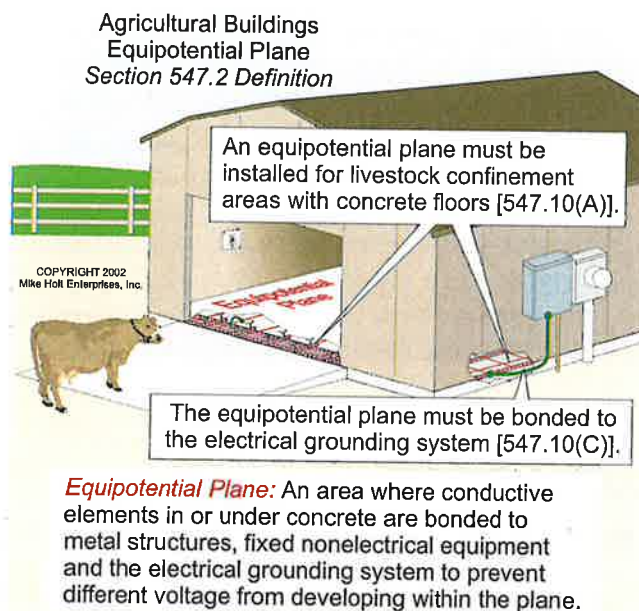 Agricultural Buildings
Equipotential Plane
Section 547.2 Definition
An equipotential plane must be
installed for livestock confinement
areas with concrete floors [547.10(A)].
COPYRIGHT 2002
Mike Holt Enterprises, Inc.
Equipotential
Plane
The equipotential plane must be bonded to
the electrical grounding system [547.10(C)].
Equipotential Plane: An area where conductive
elements in or under concrete are bonded to
metal structures, fixed nonelectrical equipment
and the electrical grounding system to prevent
different voltage from developing within the plane.